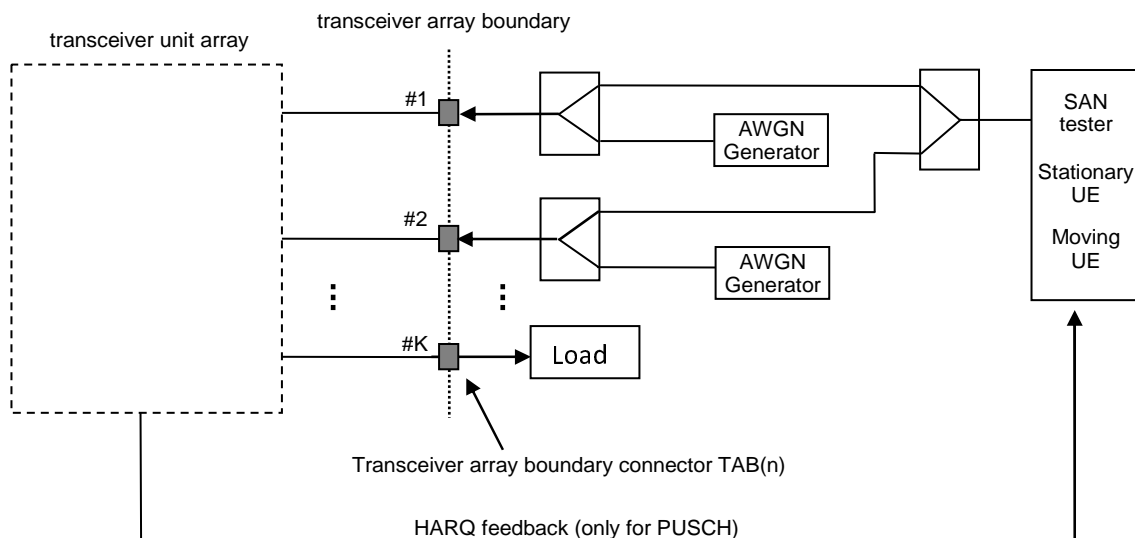 transceiver array boundary
transceiver unit array
#1
AWGN
Generator
SAN
tester
Stationary
UE
Moving
UE
#2
AWGN
Generator
#K
Load
Transceiver array boundary connector TAB(n)
HARQ feedback (only for PUSCH)